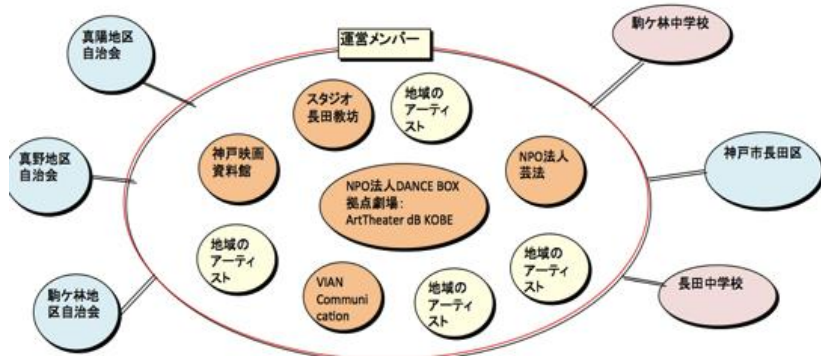 運営メンバー
真陽地区
自治会
駒ケ林中学校
スタジオ
長田教坊
地域の
アーティ
スト
真野地区
自治会
神戸映画
資料館
NPO法人
芸法
神戸市長田区
NPO法人DANCE BOX
拠点劇場：
ArtTheater dB KOBE
地域の
アーティ
スト
地域の
アーティ
スト
駒ケ林地
区自治会
VIAN
Communi
cation
地域の
アーティ
スト
長田中学校